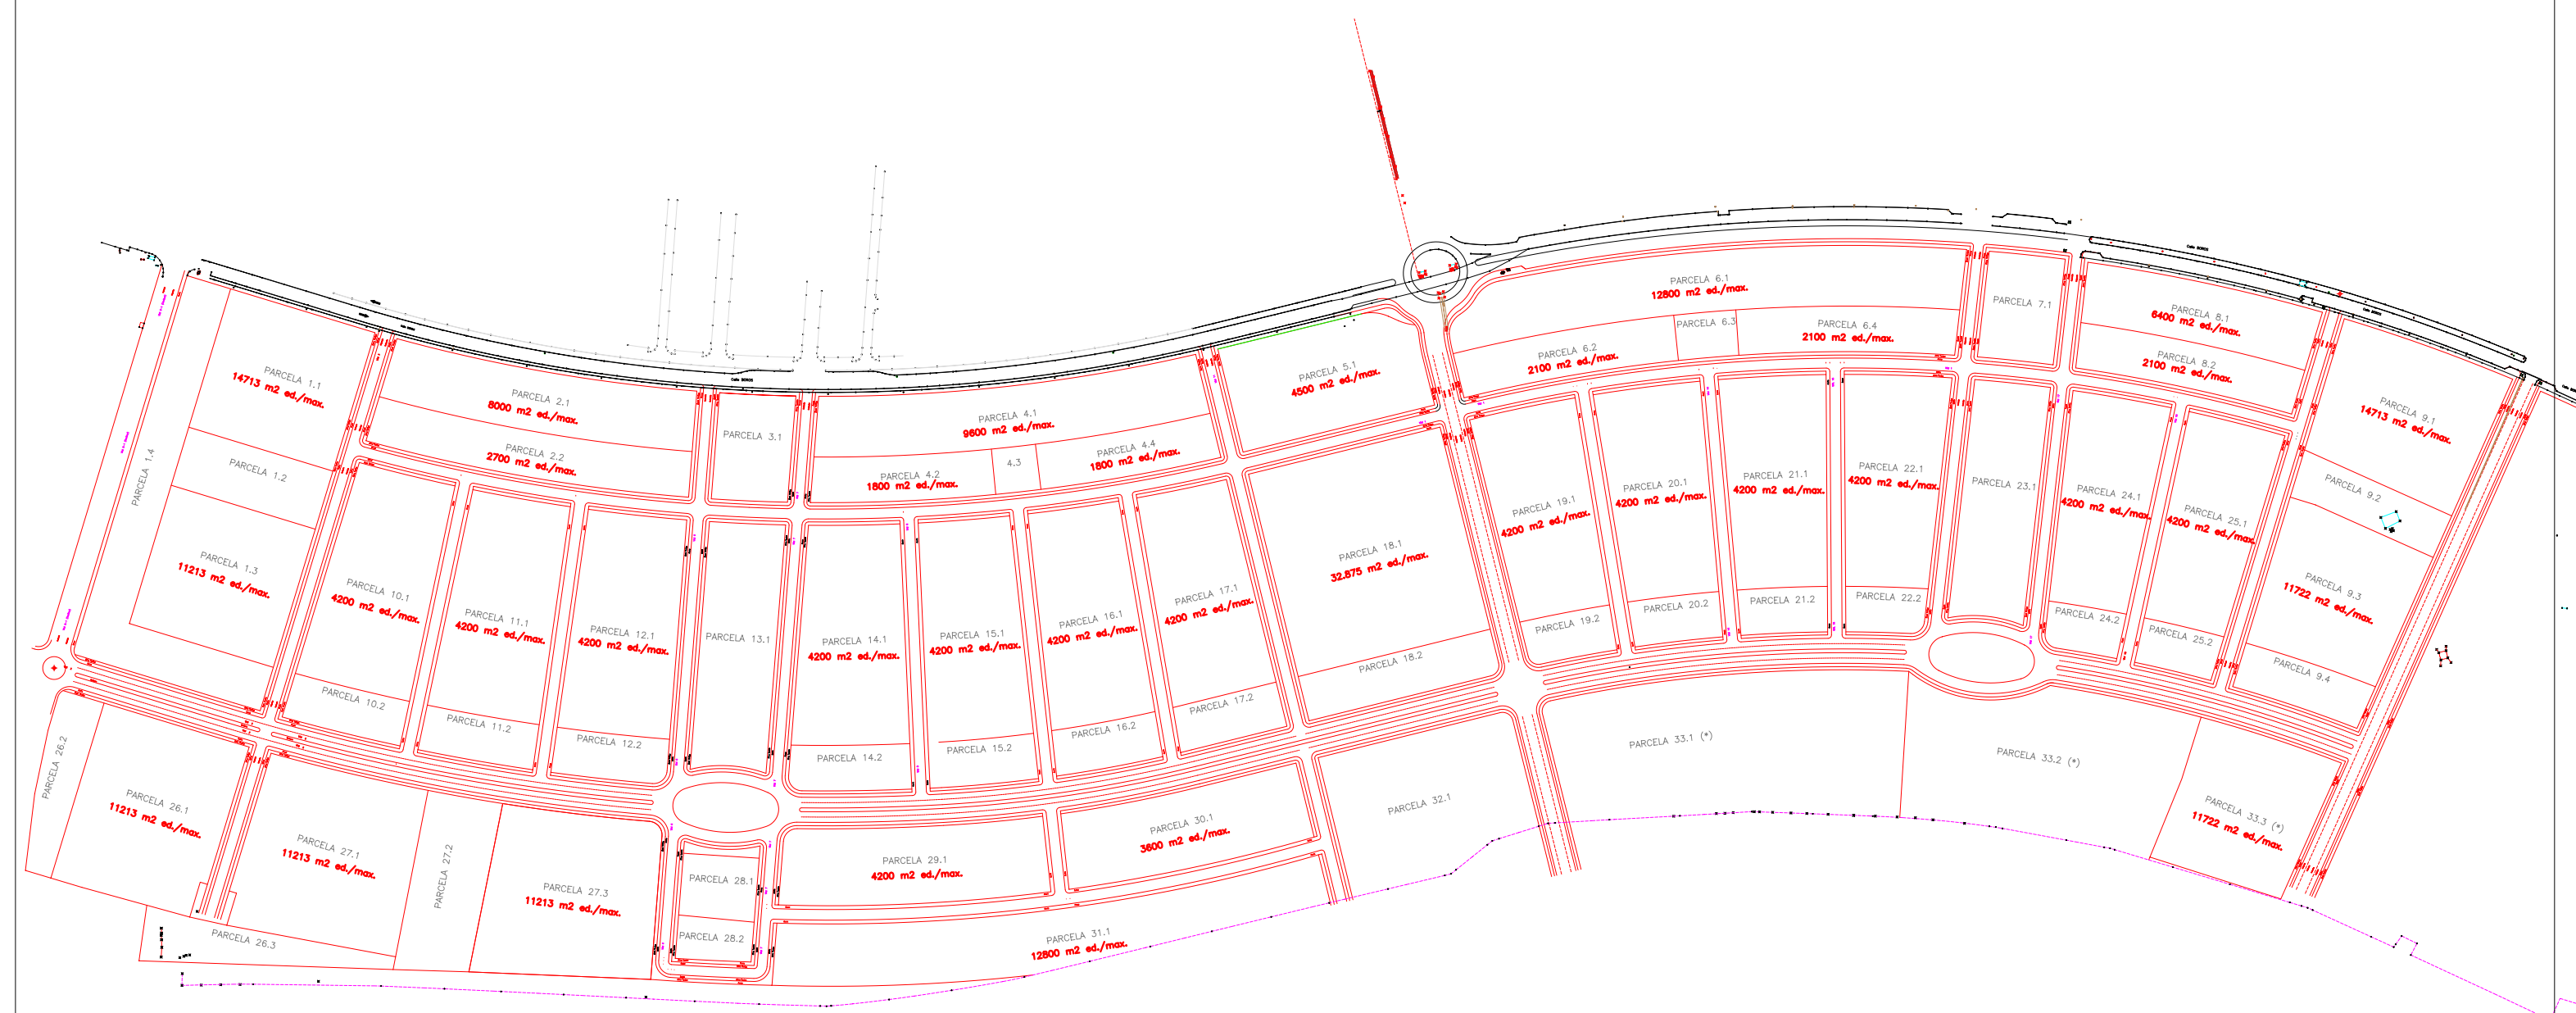 PARCELA 1.1
14713 m2 ed./max.
PARCELA 1.2
PARCELA 1.3
11213 m2 ed./max.
PARCELA 1.4
PARCELA 2.1
8000 m2 ed./max.
PARCELA 2.2
2700 m2 ed./max.
PARCELA 3.1
PARCELA 4.1
9600 m2 ed./max.
PARCELA 4.2
1800 m2 ed./max.
4.3
PARCELA 4.4
1800 m2 ed./max.
PARCELA 5.1
4500 m2 ed./max.
PARCELA 6.1
12800 m2 ed./max.
PARCELA 6.2
2100 m2 ed./max.
PARCELA 6.3
PARCELA 6.4
2100 m2 ed./max.
PARCELA 7.1
PARCELA 8.1
6400 m2 ed./max.
PARCELA 8.2
2100 m2 ed./max.
PARCELA 9.1
14713 m2 ed./max.
PARCELA 9.2
PARCELA 9.3
11722 m2 ed./max.
PARCELA 9.4
PARCELA 10.1
4200 m2 ed./max.
PARCELA 10.2
PARCELA 11.1
4200 m2 ed./max.
PARCELA 11.2
PARCELA 12.1
4200 m2 ed./max.
PARCELA 12.2
PARCELA 13.1
PARCELA 14.1
4200 m2 ed./max.
PARCELA 14.2
PARCELA 15.1
4200 m2 ed./max.
PARCELA 15.2
PARCELA 16.1
4200 m2 ed./max.
PARCELA 16.2
PARCELA 17.1
4200 m2 ed./max.
PARCELA 17.2
PARCELA 18.1
32.875 m2 ed./max.
PARCELA 18.2
PARCELA 19.1
4200 m2 ed./max.
PARCELA 19.2
PARCELA 20.1
4200 m2 ed./max.
PARCELA 20.2
PARCELA 21.1
4200 m2 ed./max.
PARCELA 21.2
PARCELA 22.1
4200 m2 ed./max.
PARCELA 22.2
PARCELA 23.1
PARCELA 24.1
4200 m2 ed./max.
PARCELA 24.2
PARCELA 25.1
4200 m2 ed./max.
PARCELA 25.2
PARCELA 26.1
11213 m2 ed./max.
PARCELA 26.2
PARCELA 26.3
PARCELA 27.1
11213 m2 ed./max.
PARCELA 27.2
PARCELA 27.3
11213 m2 ed./max.
PARCELA 28.1
PARCELA 28.2
PARCELA 29.1
4200 m2 ed./max.
PARCELA 30.1
3600 m2 ed./max.
PARCELA 31.1
12800 m2 ed./max.
PARCELA 32.1
PARCELA 33.1 (*)
PARCELA 33.2 (*)
PARCELA 33.3 (*)
11722 m2 ed./max.